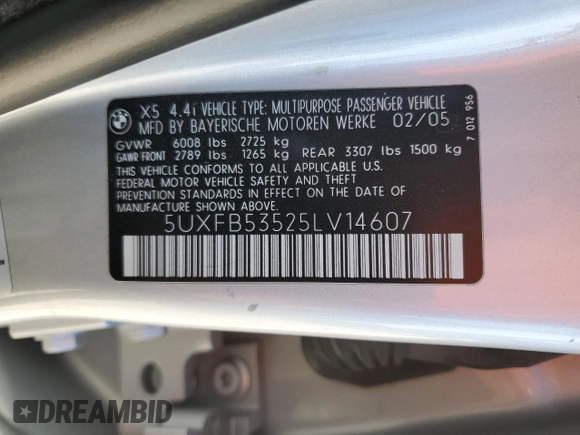 X5 4.4i VEHICLE TYPE: MULTIPURPOSE PASSENGER VEHICLE
MFD BY BAYERISCHE MOTOREN WERKE 02/05
GVWR 6008 lbs 2725 kg
GAWR FRONT 2789 lbs 1265 kg REAR 3307 lbs 1500 kg
THIS VEHICLE CONFORMS TO ALL APPLICABLE U.S.
FEDERAL MOTOR VEHICLE SAFETY AND THEFT
PREVENTION STANDARDS IN EFFECT ON THE DATE OF
MANUFACTURE SHOWN ABOVE.
5UXFB53525LV14607
7 012 956
DREAMBID